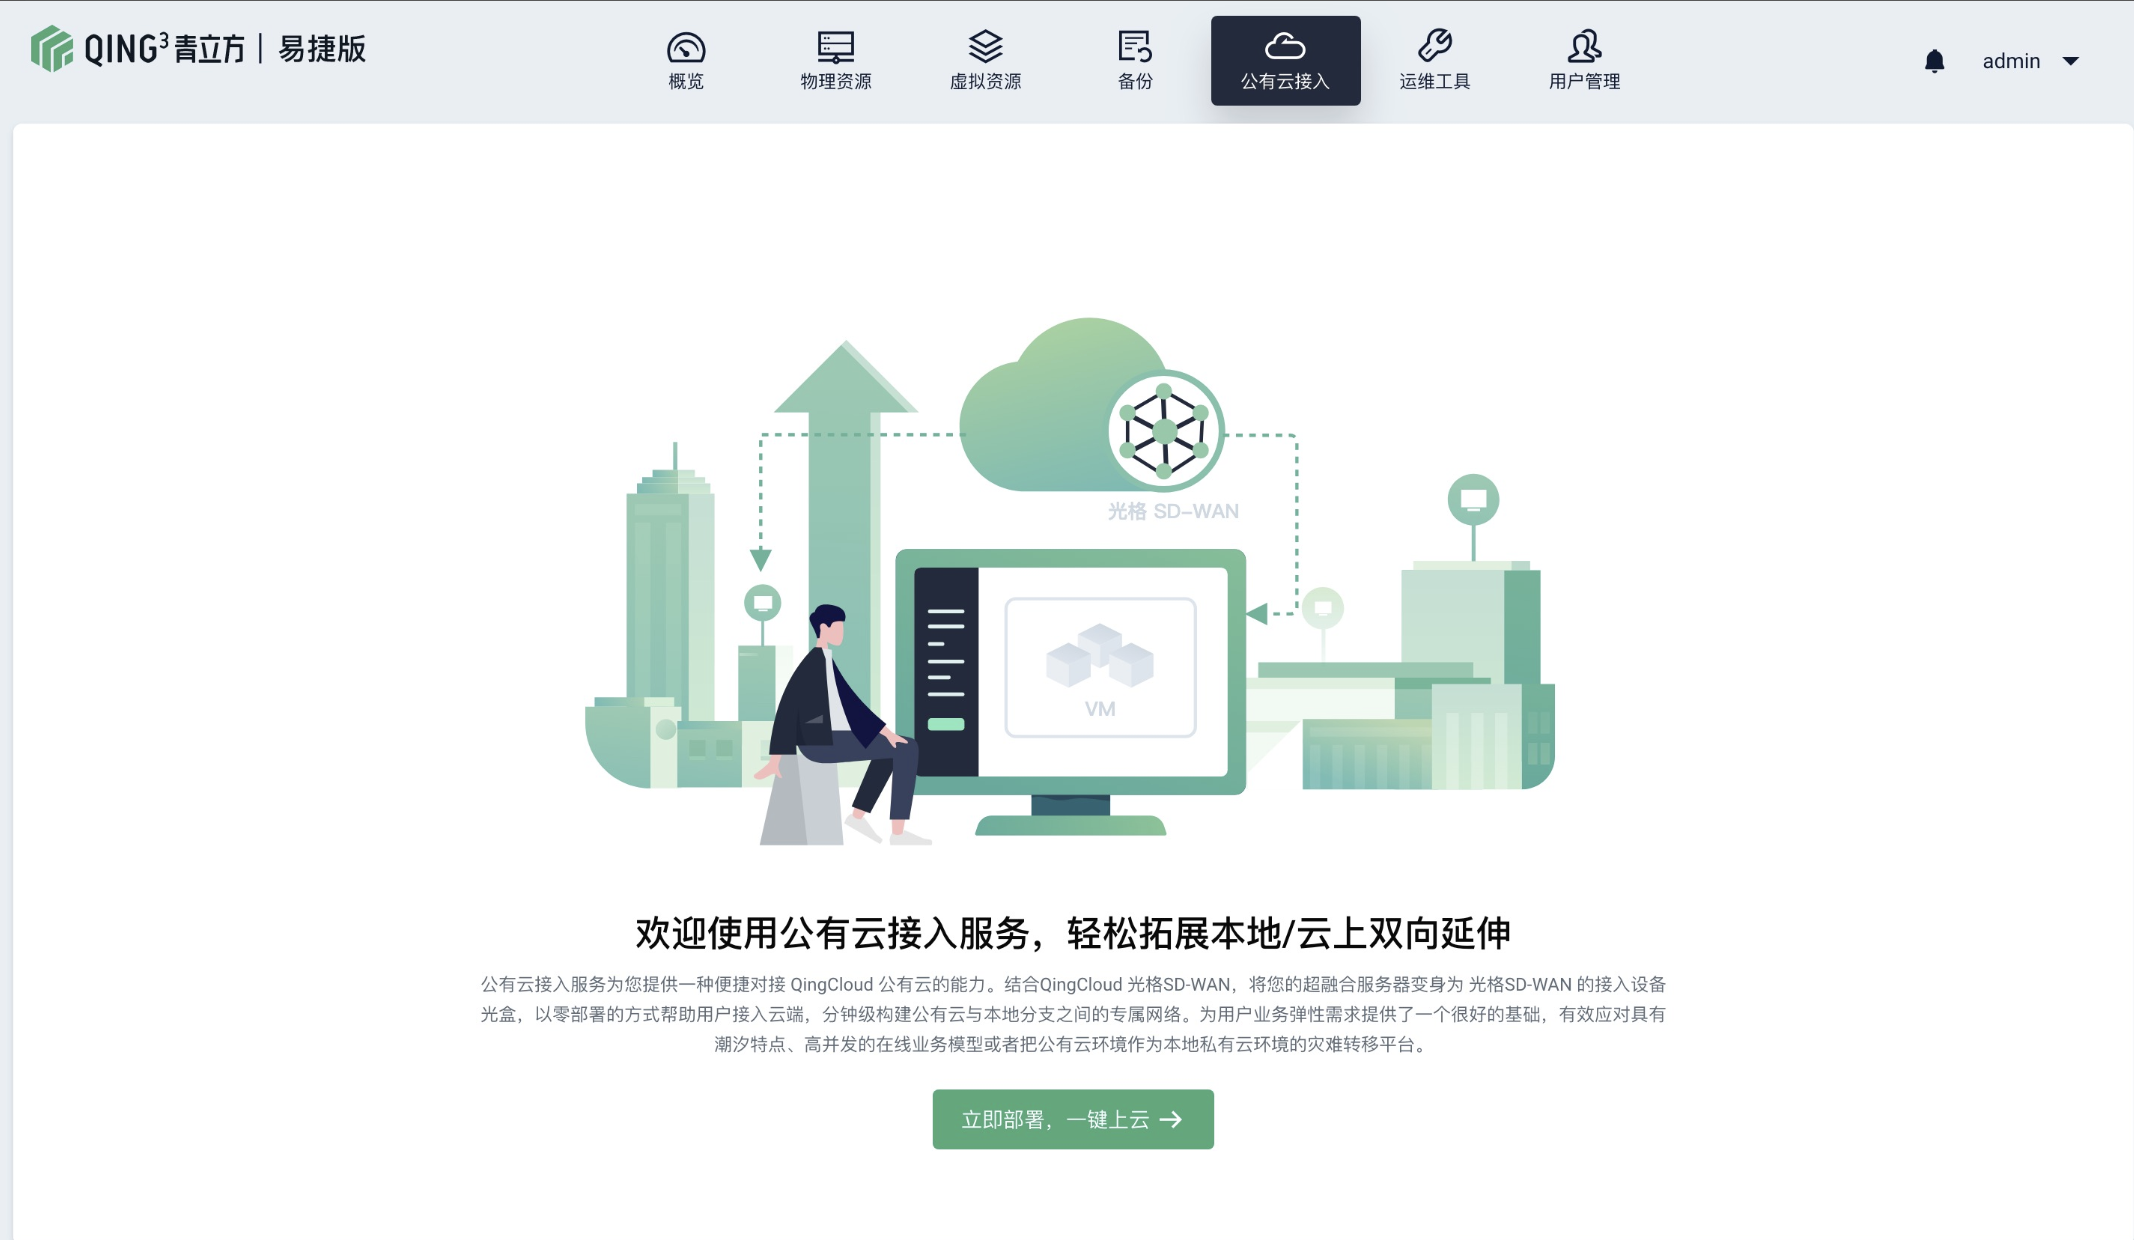 QING³ 青立方 | 易捷版
概览
物理资源
虚拟资源
备份
公有云接入
运维工具
用户管理
admin
光格 SD-WAN
VM
欢迎使用公有云接入服务，轻松拓展本地/云上双向延伸
公有云接入服务为您提供一种便捷对接 QingCloud 公有云的能力。结合QingCloud 光格SD-WAN，将您的超融合服务器变身为 光格SD-WAN 的接入设备
光盒，以零部署的方式帮助用户接入云端，分钟级构建公有云与本地分支之间的专属网络。为用户业务弹性需求提供了一个很好的基础，有效应对具有
潮汐特点、高并发的在线业务模型或者把公有云环境作为本地私有云环境的灾难转移平台。
立即部署，一键上云 →